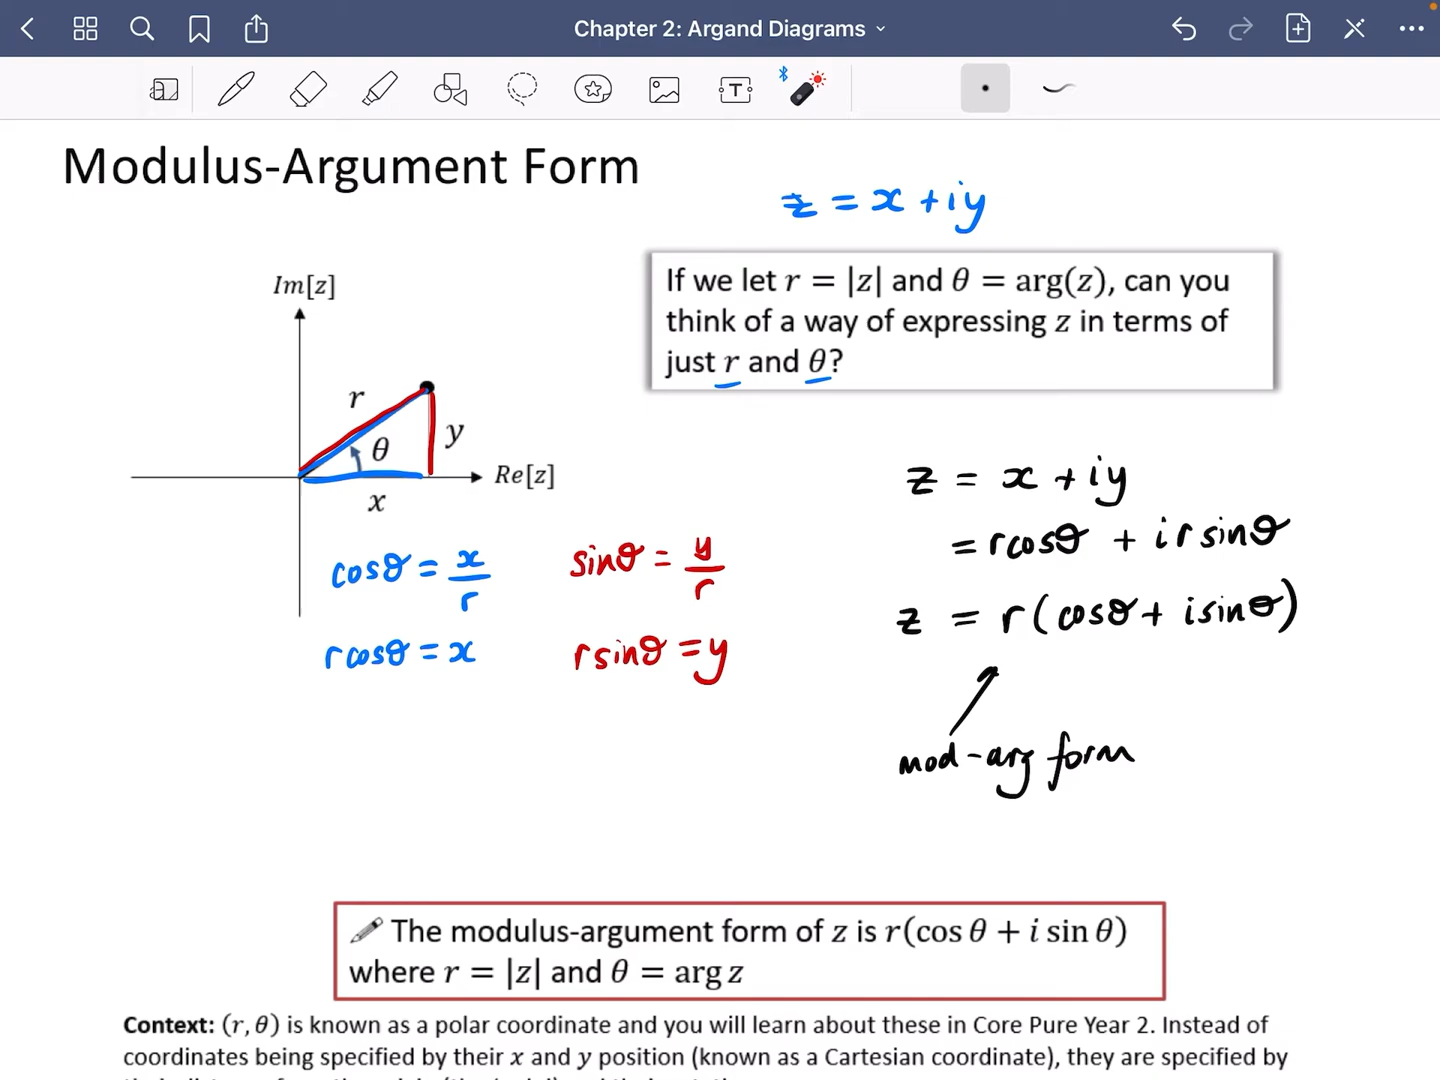 Chapter 2: Argand Diagrams
Modulus-Argument Form
z = x + iy
If we let r = |z| and θ = arg(z), can you
think of a way of expressing z in terms of
just r and θ?
Im[z]
r
θ
y
Re[z]
x
z = x + iy
= rcosθ + irsinθ
z = r(cosθ + isinθ)
cosθ = x/r
sinθ = y/r
rcosθ = x
rsinθ = y
mod-arg form
The modulus-argument form of z is r(cos θ + i sin θ)
where r = |z| and θ = arg z
Context: (r, θ) is known as a polar coordinate and you will learn about these in Core Pure Year 2. Instead of
coordinates being specified by their x and y position (known as a Cartesian coordinate), they are specified by